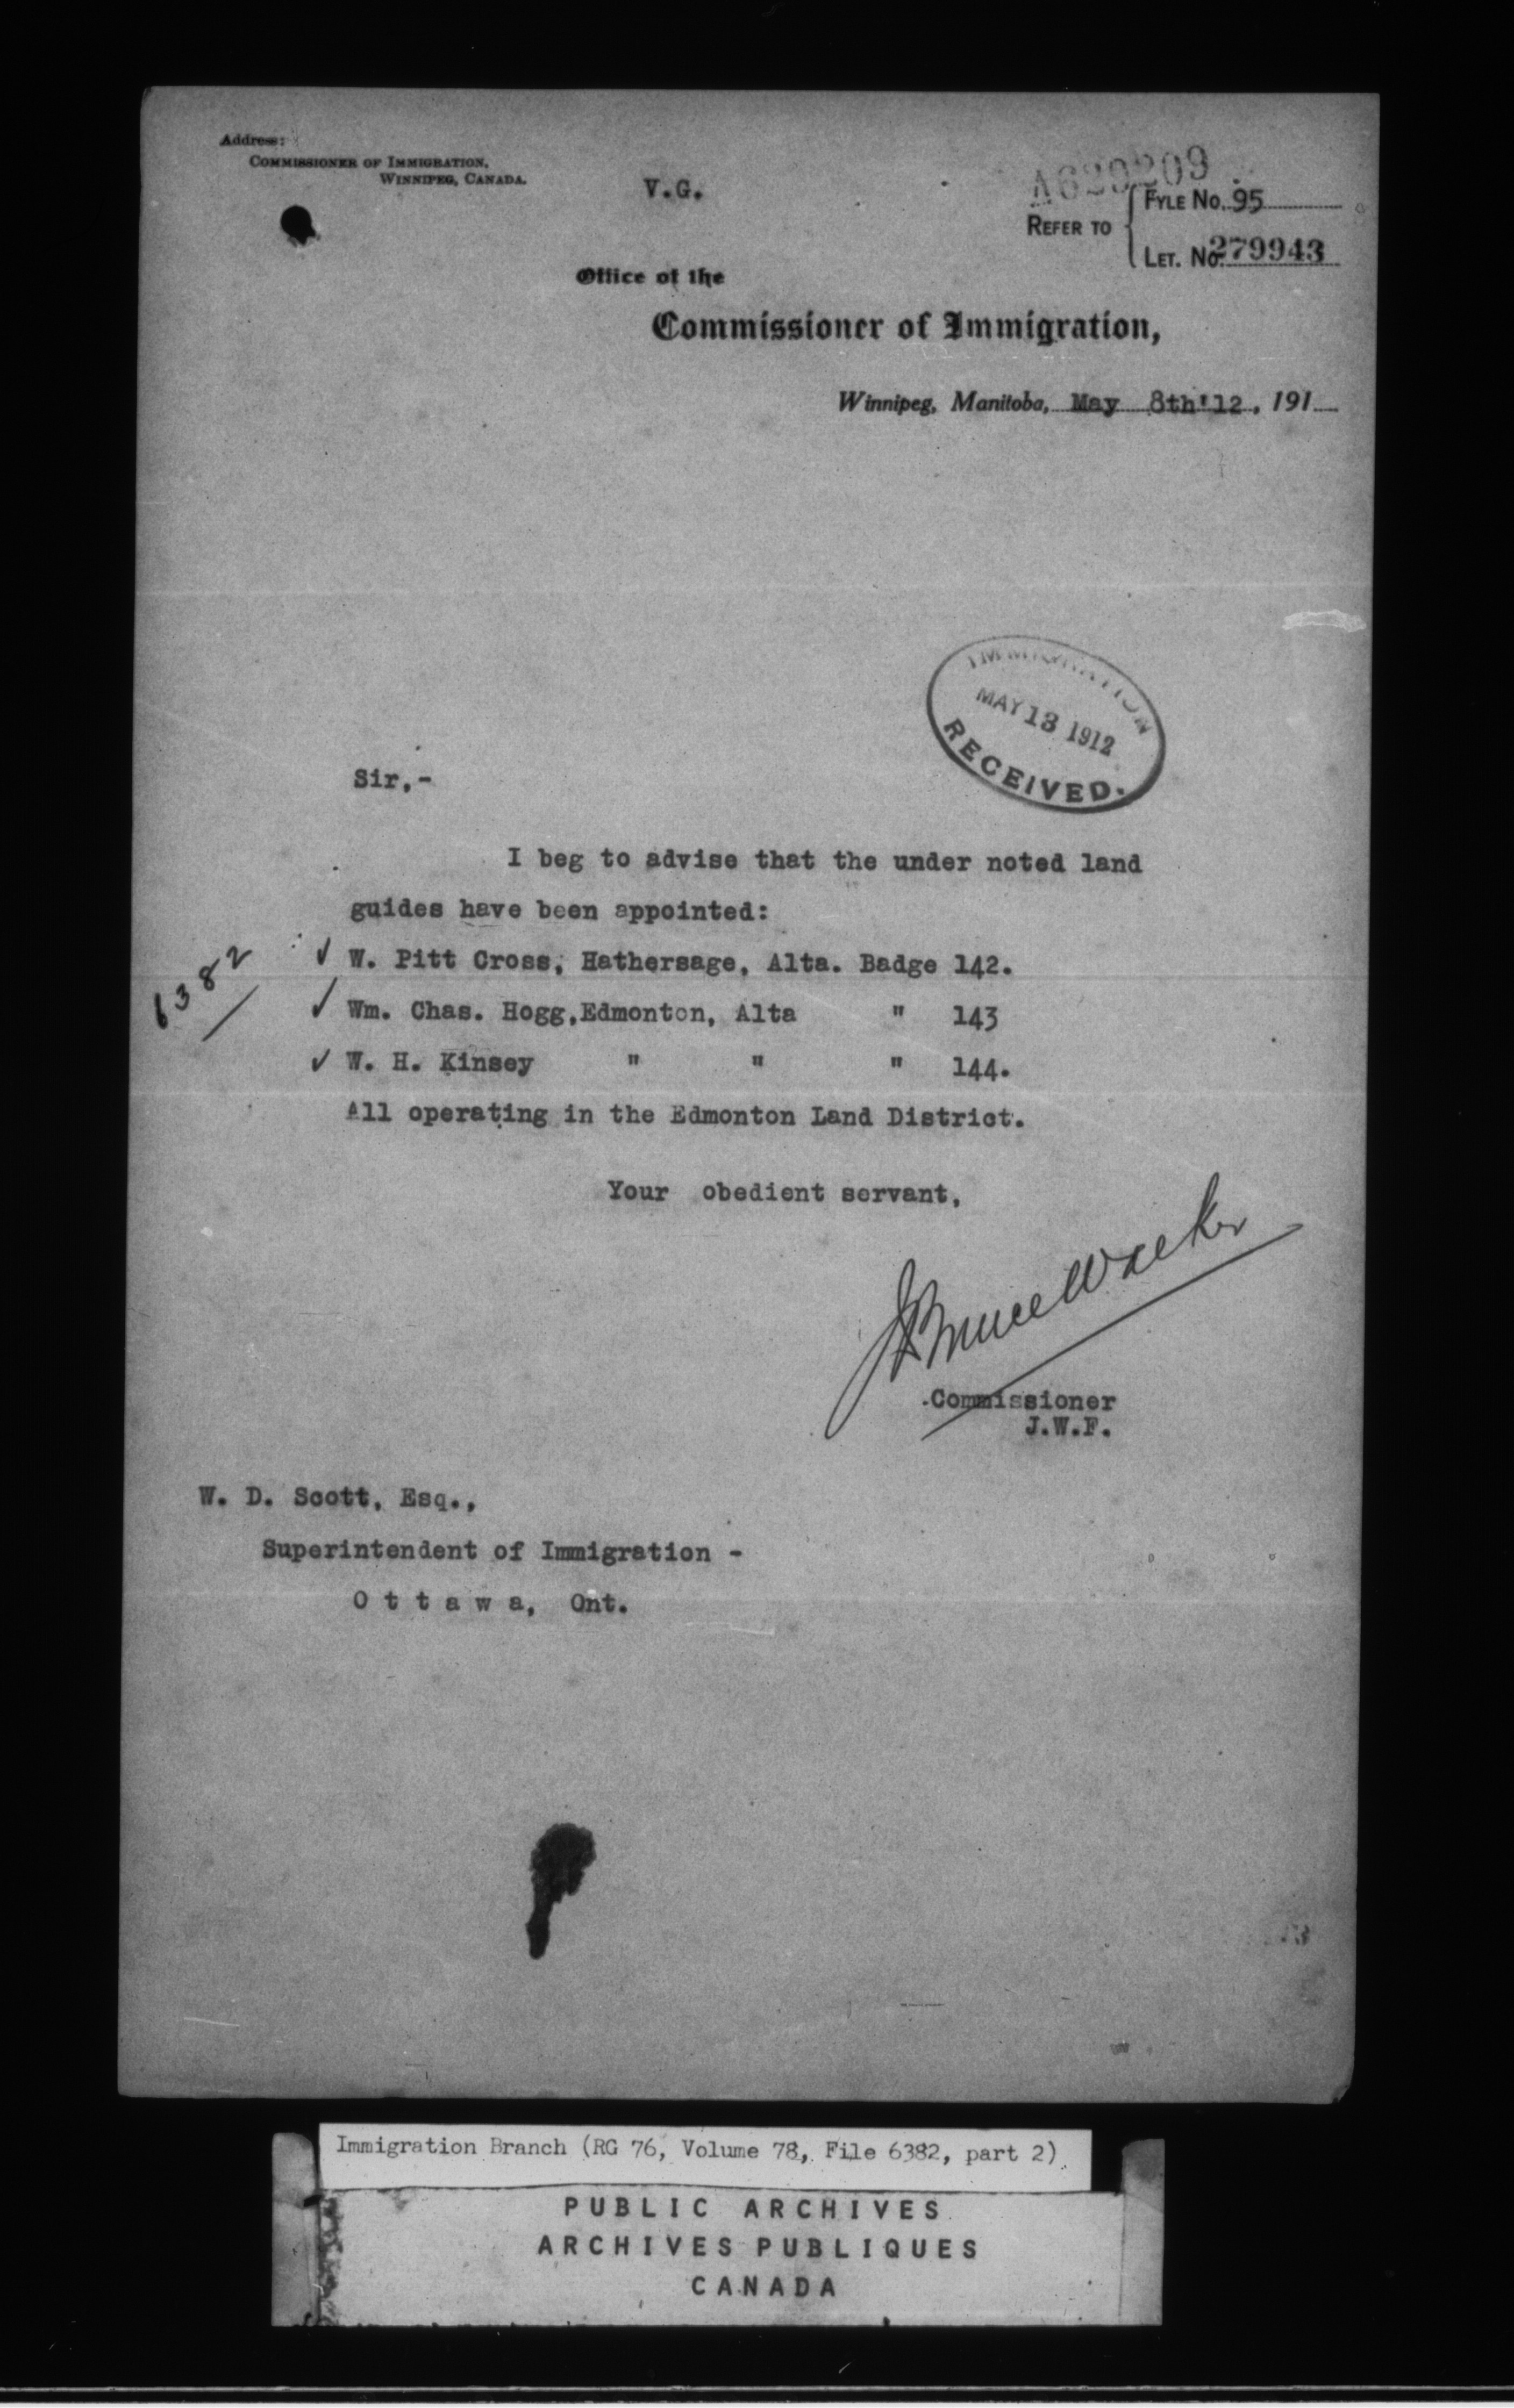 Address:
COMMISSIONER OF IMMIGRATION,
WINNIPEG, CANADA.
V.G.
A629209
REFER TO
FYLE NO. 95
LET. NO. 279943
Office of the
Commissioner of Immigration,
Winnipeg, Manitoba, May 8th'12, 191
IMMIGRATION
MAY 13 1912
RECEIVED.
Sir,-
I beg to advise that the under noted land
guides have been appointed:
6382
✓ W. Pitt Cross, Hathersage, Alta. Badge 142.
✓ Wm. Chas. Hogg, Edmonton, Alta " 143
✓ W. H. Kinsey " " " 144.
All operating in the Edmonton Land District.
Your obedient servant,
J Bruce Walker
Commissioner
J.W.F.
W. D. Scott, Esq.,
Superintendent of Immigration -
O t t a w a, Ont.
Immigration Branch (RG 76, Volume 78, File 6382, part 2)
PUBLIC ARCHIVES
ARCHIVES PUBLIQUES
CANADA